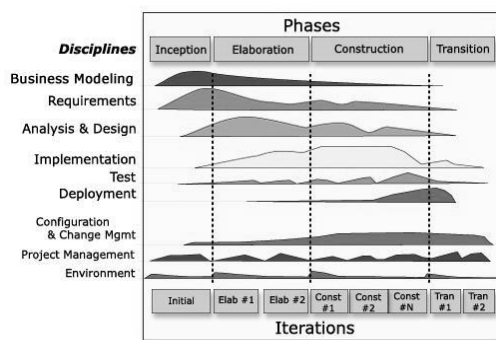 Phases
Disciplines Inception Elaboration Construction Transition
Business Modeling
Requirements
Analysis & Design
Implementation
Test
Deployment
Configuration
& Change Mgmt
Project Management
Environment
Initial Elab #1 Elab #2 Const #1 Const #2 Const #N Tran #1 Tran #2
Iterations